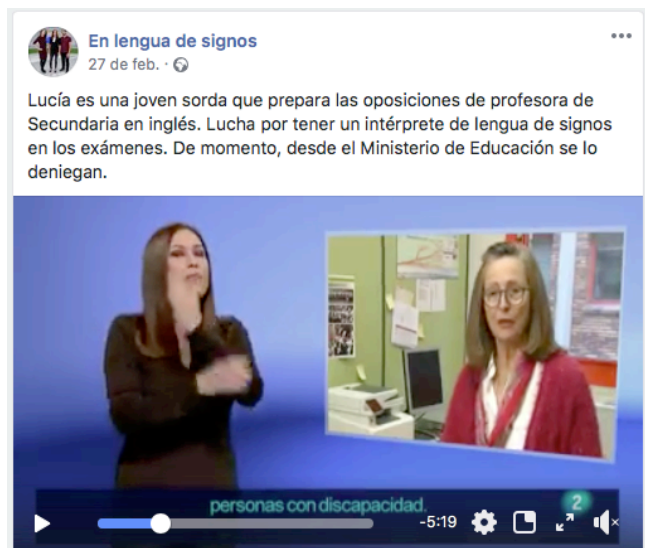 En lengua de signos
27 de feb.
Lucía es una joven sorda que prepara las oposiciones de profesora de
Secundaria en inglés. Lucha por tener un intérprete de lengua de signos
en los exámenes. De momento, desde el Ministerio de Educación se lo
deniegan.
personas con discapacidad.
2
-5:19